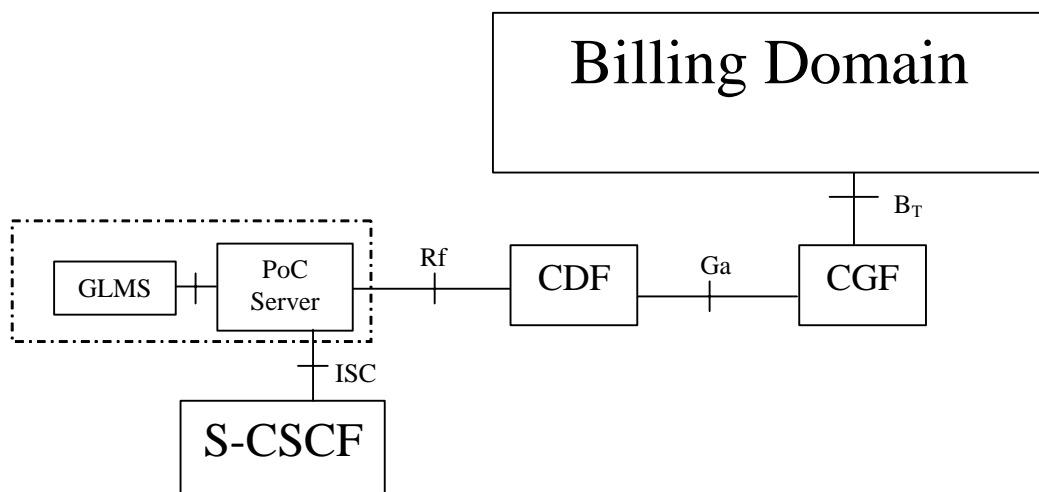 Billing Domain
B_T
Rf
Ga
GLMS
PoC
Server
CDF
CGF
ISC
S-CSCF